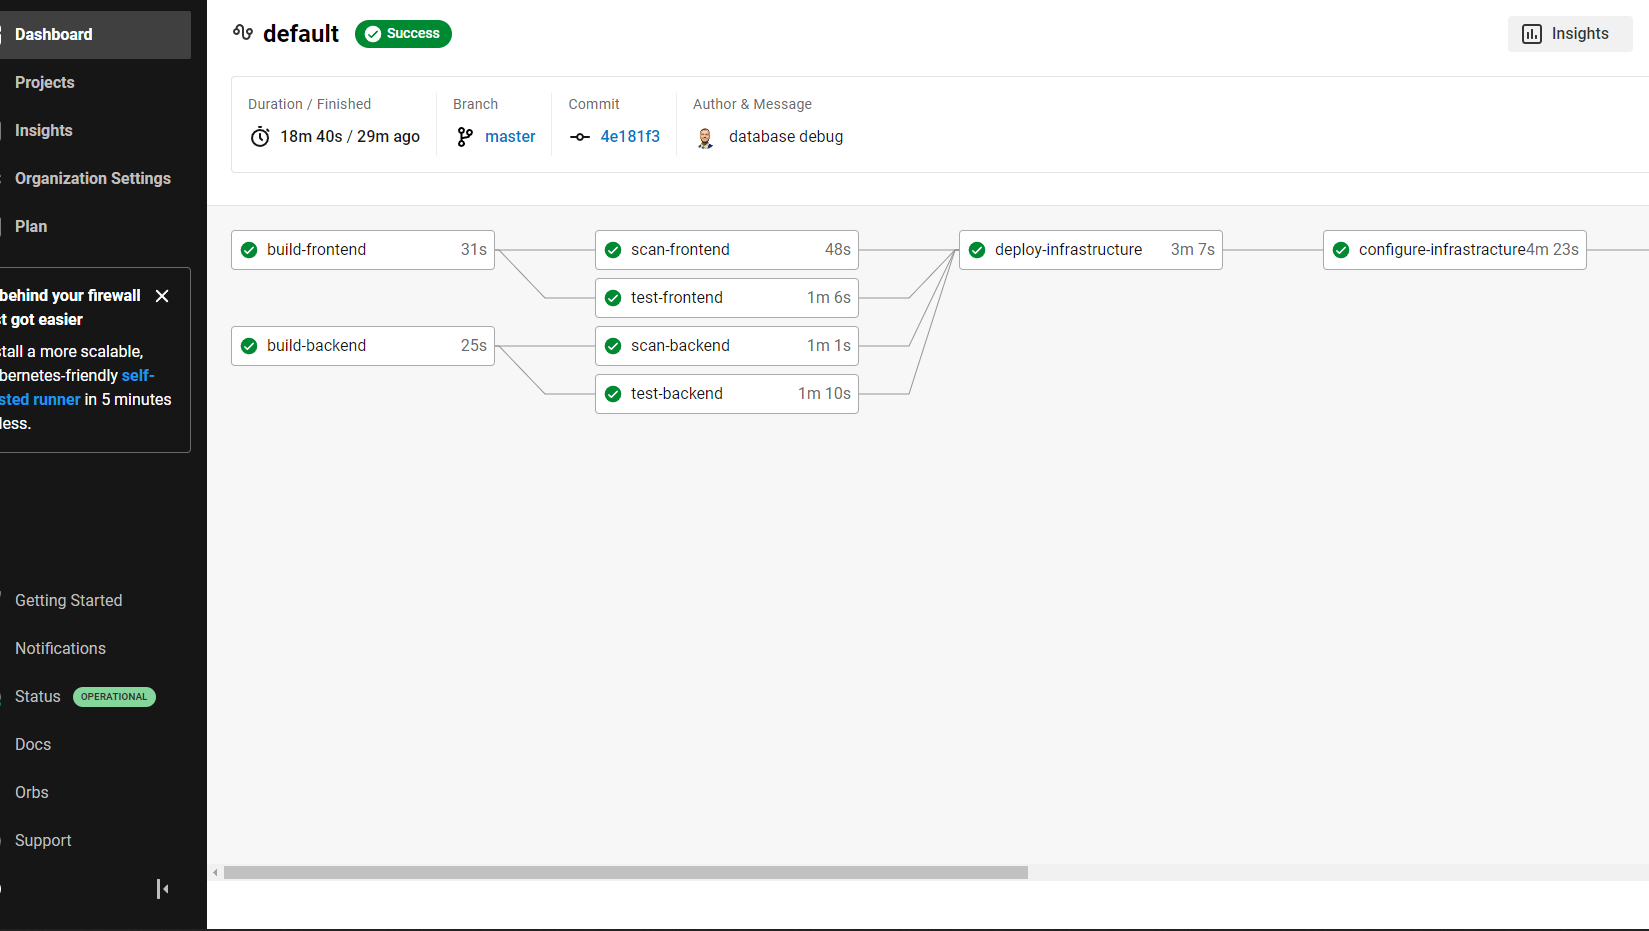 Dashboard
Projects
Insights
Organization Settings
Plan
behind your firewall
t got easier
tall a more scalable,
bernetes-friendly self-
sted runner in 5 minutes
less.
Getting Started
Notifications
Status OPERATIONAL
Docs
Orbs
Support
default Success
Insights
Duration / Finished
18m 40s / 29m ago
Branch
master
Commit
4e181f3
Author & Message
database debug
build-frontend 31s
scan-frontend 48s
deploy-infrastructure 3m 7s
configure-infrastracture4m 23s
test-frontend 1m 6s
build-backend 25s
scan-backend 1m 1s
test-backend 1m 10s